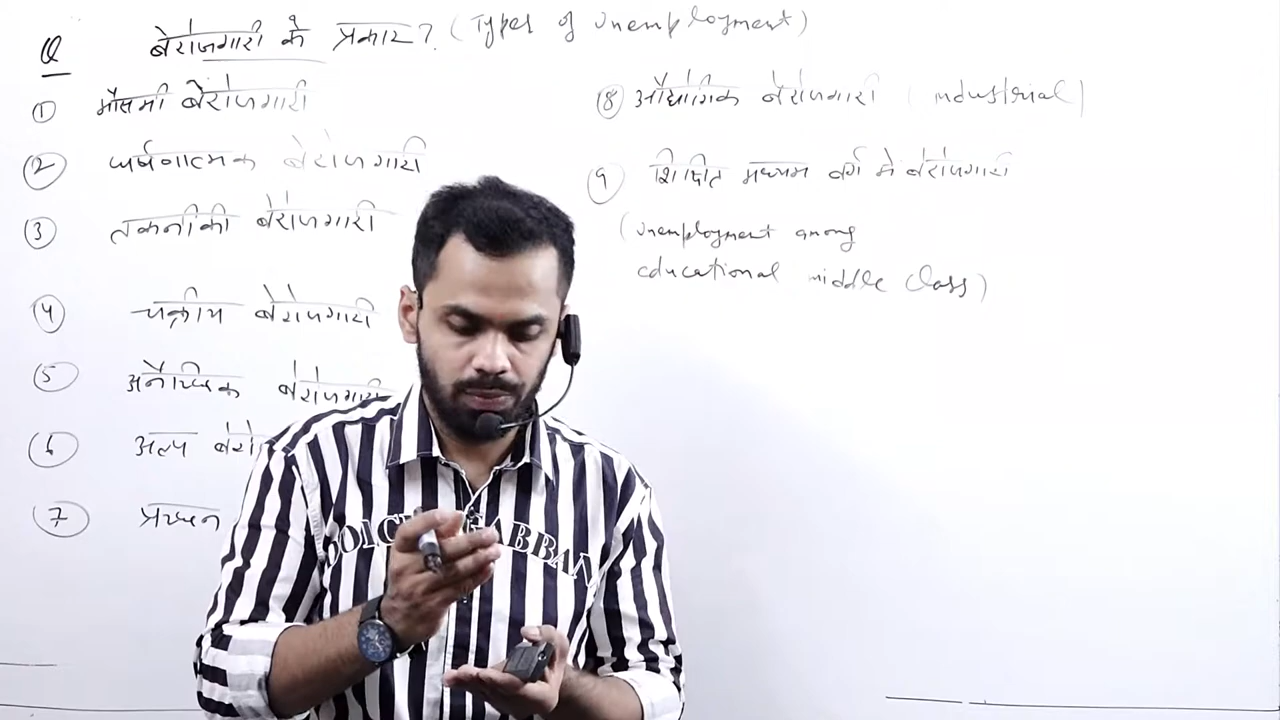 Q बेरोजगारी के प्रकार? (Types of unemployment)
① मौसमी बेरोजगारी
② घर्षणात्मक बेरोजगारी
③ तकनीकी बेरोजगारी
④ चक्रीय बेरोजगारी
⑤ अनैच्छिक बेरोजगारी
⑥ अल्प बेरो
⑦ प्रच्छन
⑧ औद्योगिक बेरोजगारी (industrial)
⑨ शिक्षित मध्यम वर्ग में बेरोजगारी
(unemployment among
educational middle class)
DOLC GABBAN